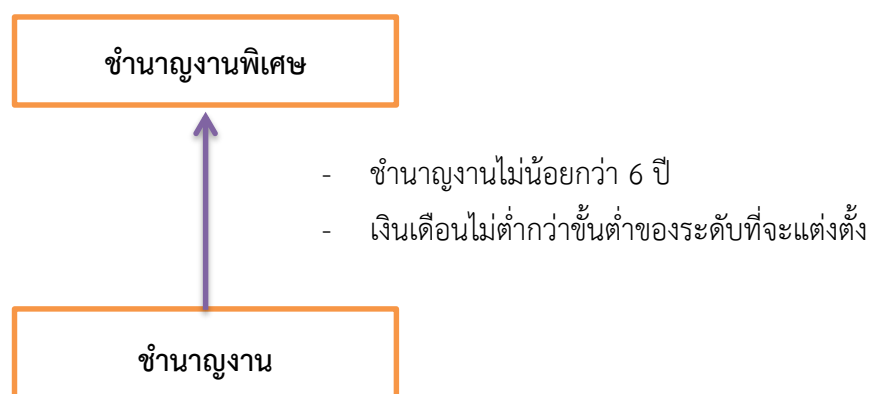 ชำนาญงานพิเศษ
- ชำนาญงานไม่น้อยกว่า 6 ปี
- เงินเดือนไม่ต่ำกว่าขั้นต่ำของระดับที่จะแต่งตั้ง
ชำนาญงาน